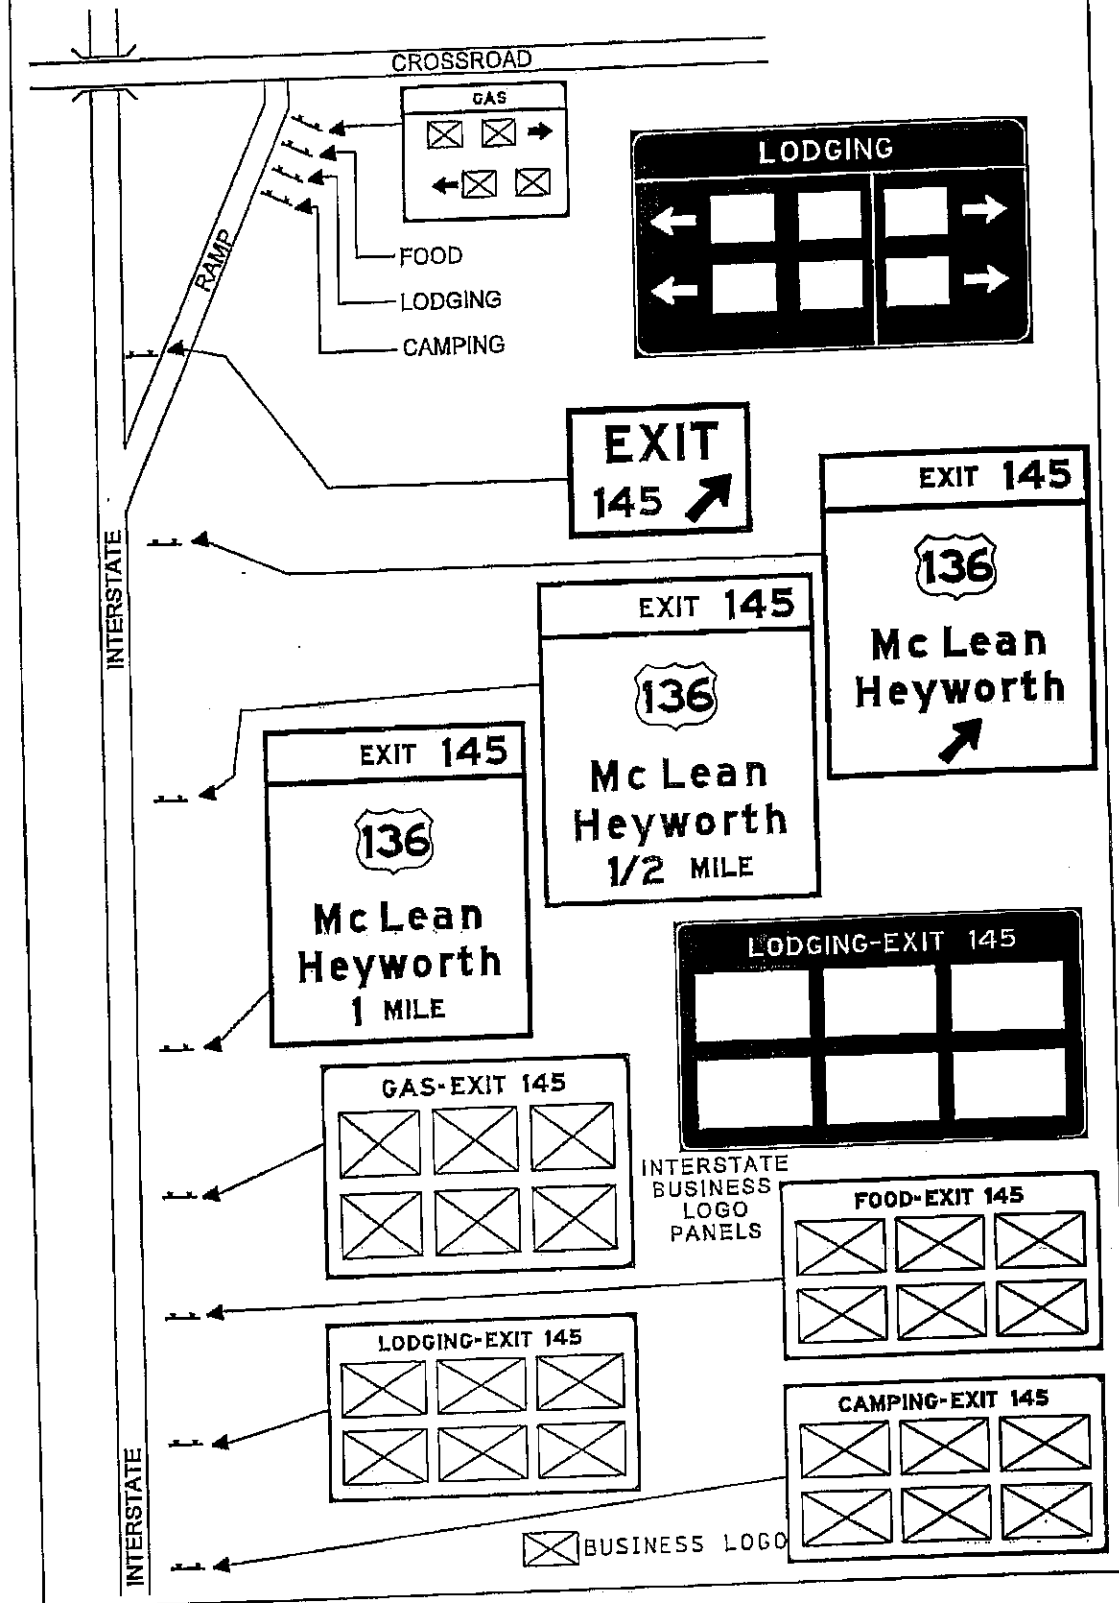 CROSSROAD
GAS
LODGING
FOOD
LODGING
CAMPING
RAMP
EXIT
145
EXIT 145
136
Mc Lean
Heyworth
INTERSTATE
EXIT 145
136
Mc Lean
Heyworth
1/2 MILE
EXIT 145
136
Mc Lean
Heyworth
1 MILE
LODGING-EXIT 145
GAS-EXIT 145
INTERSTATE
BUSINESS
LOGO
PANELS
FOOD-EXIT 145
LODGING-EXIT 145
CAMPING-EXIT 145
INTERSTATE
BUSINESS LOGO